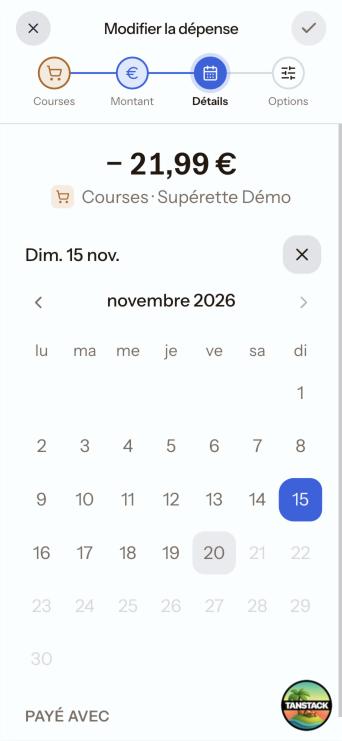 Modifier la dépense
€
Courses Montant Détails Options
− 21,99 €
Courses · Supérette Démo
Dim. 15 nov.
novembre 2026
lu ma me je ve sa di
1
2 3 4 5 6 7 8
9 10 11 12 13 14 15
16 17 18 19 20 21 22
23 24 25 26 27 28 29
30
TANSTACK
PAYÉ AVEC